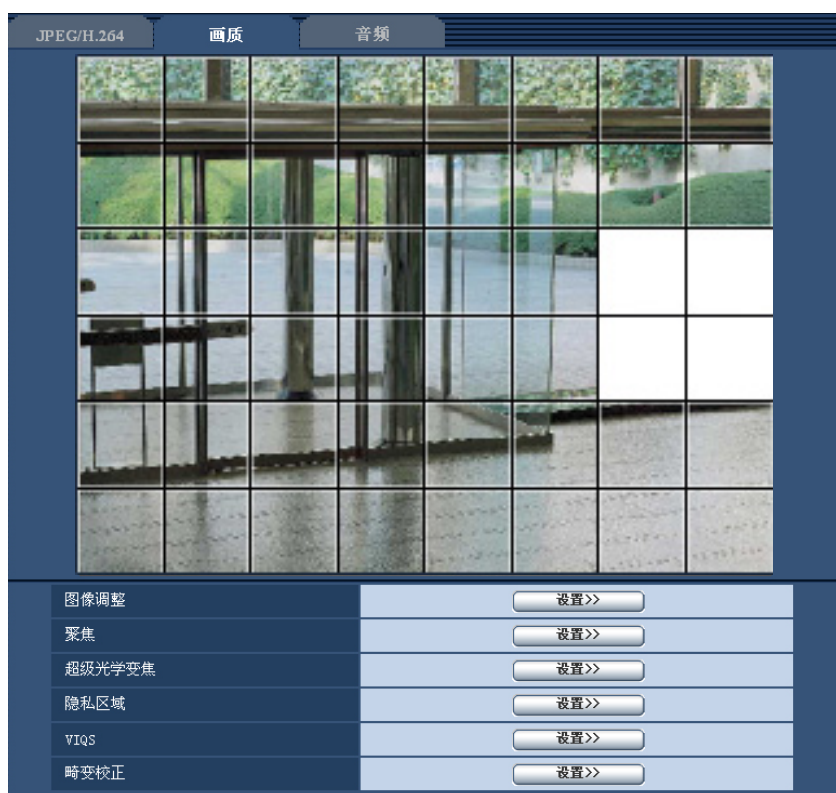 JPEG/H.264 画质 音频
图像调整 设置>>
聚焦 设置>>
超级光学变焦 设置>>
隐私区域 设置>>
VIQS 设置>>
畸变校正 设置>>